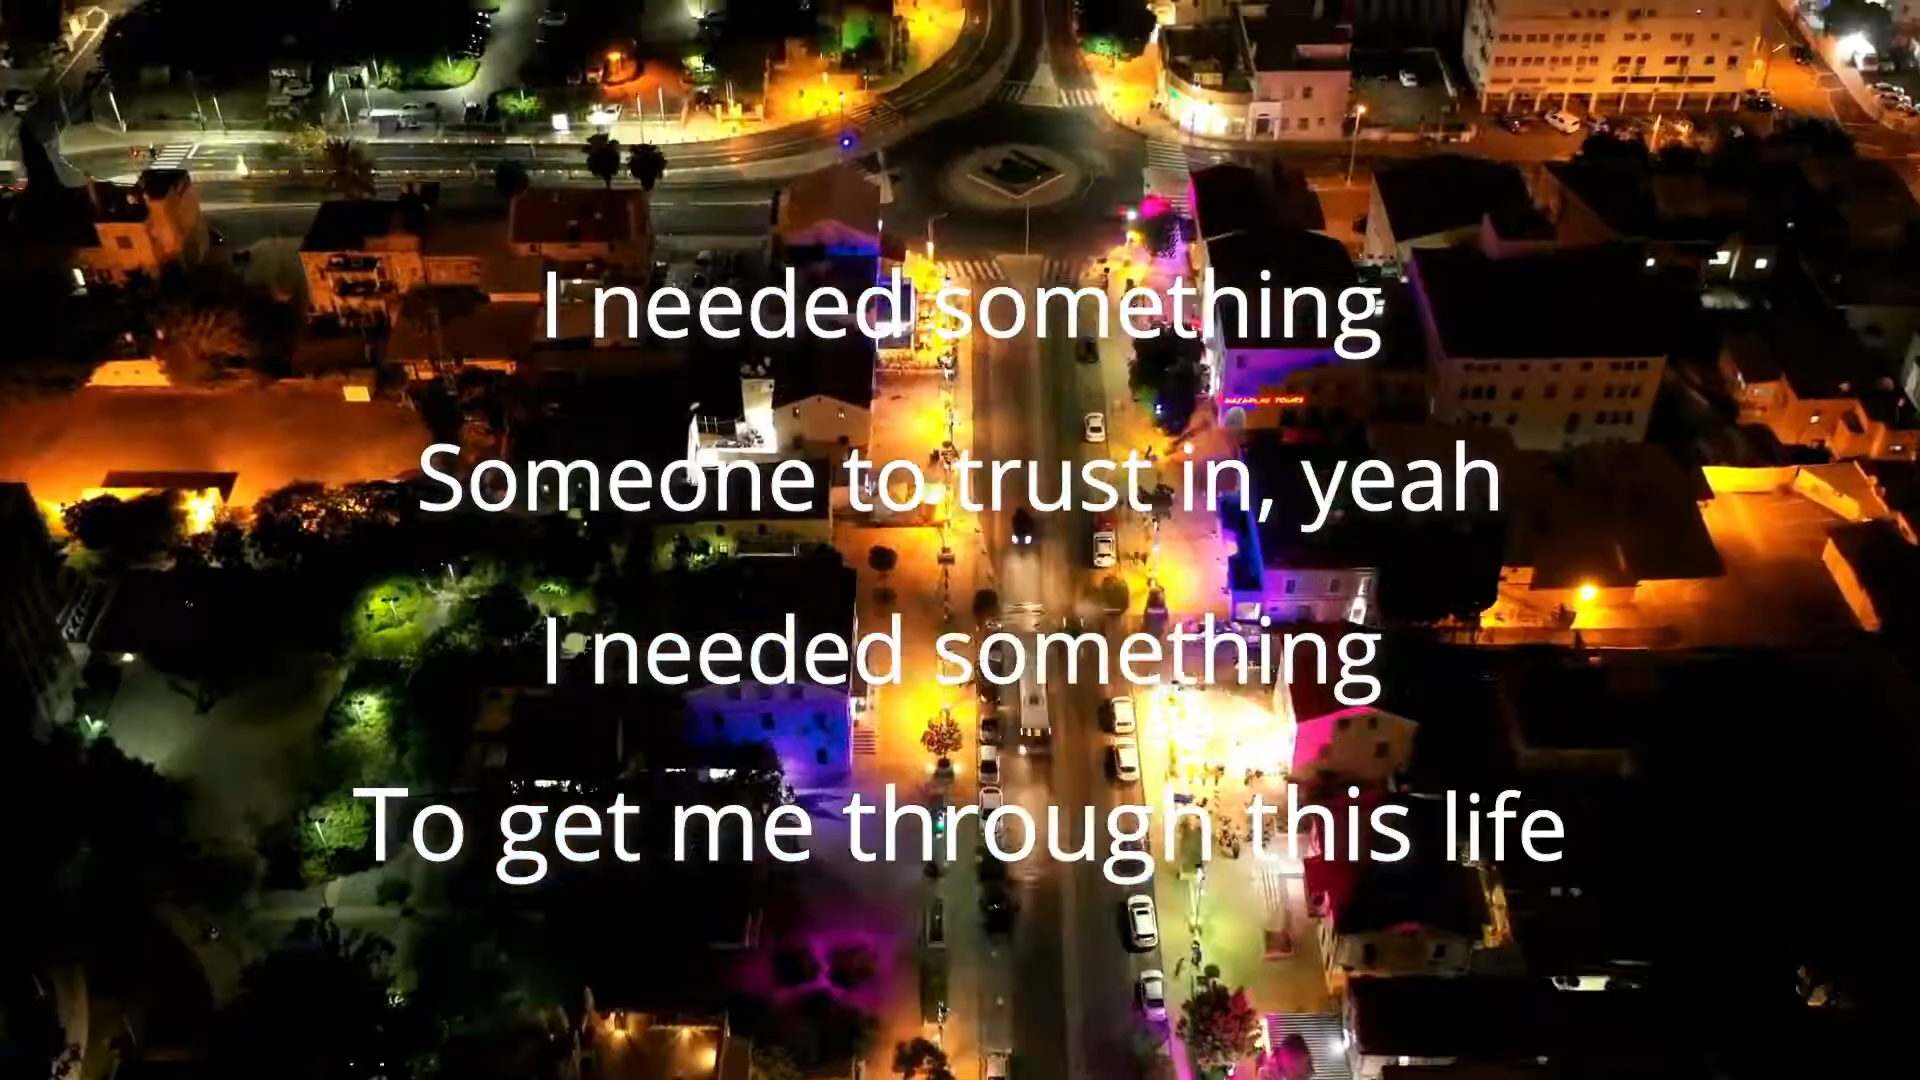 I needed something
Someone to trust in, yeah
I needed something
To get me through this life